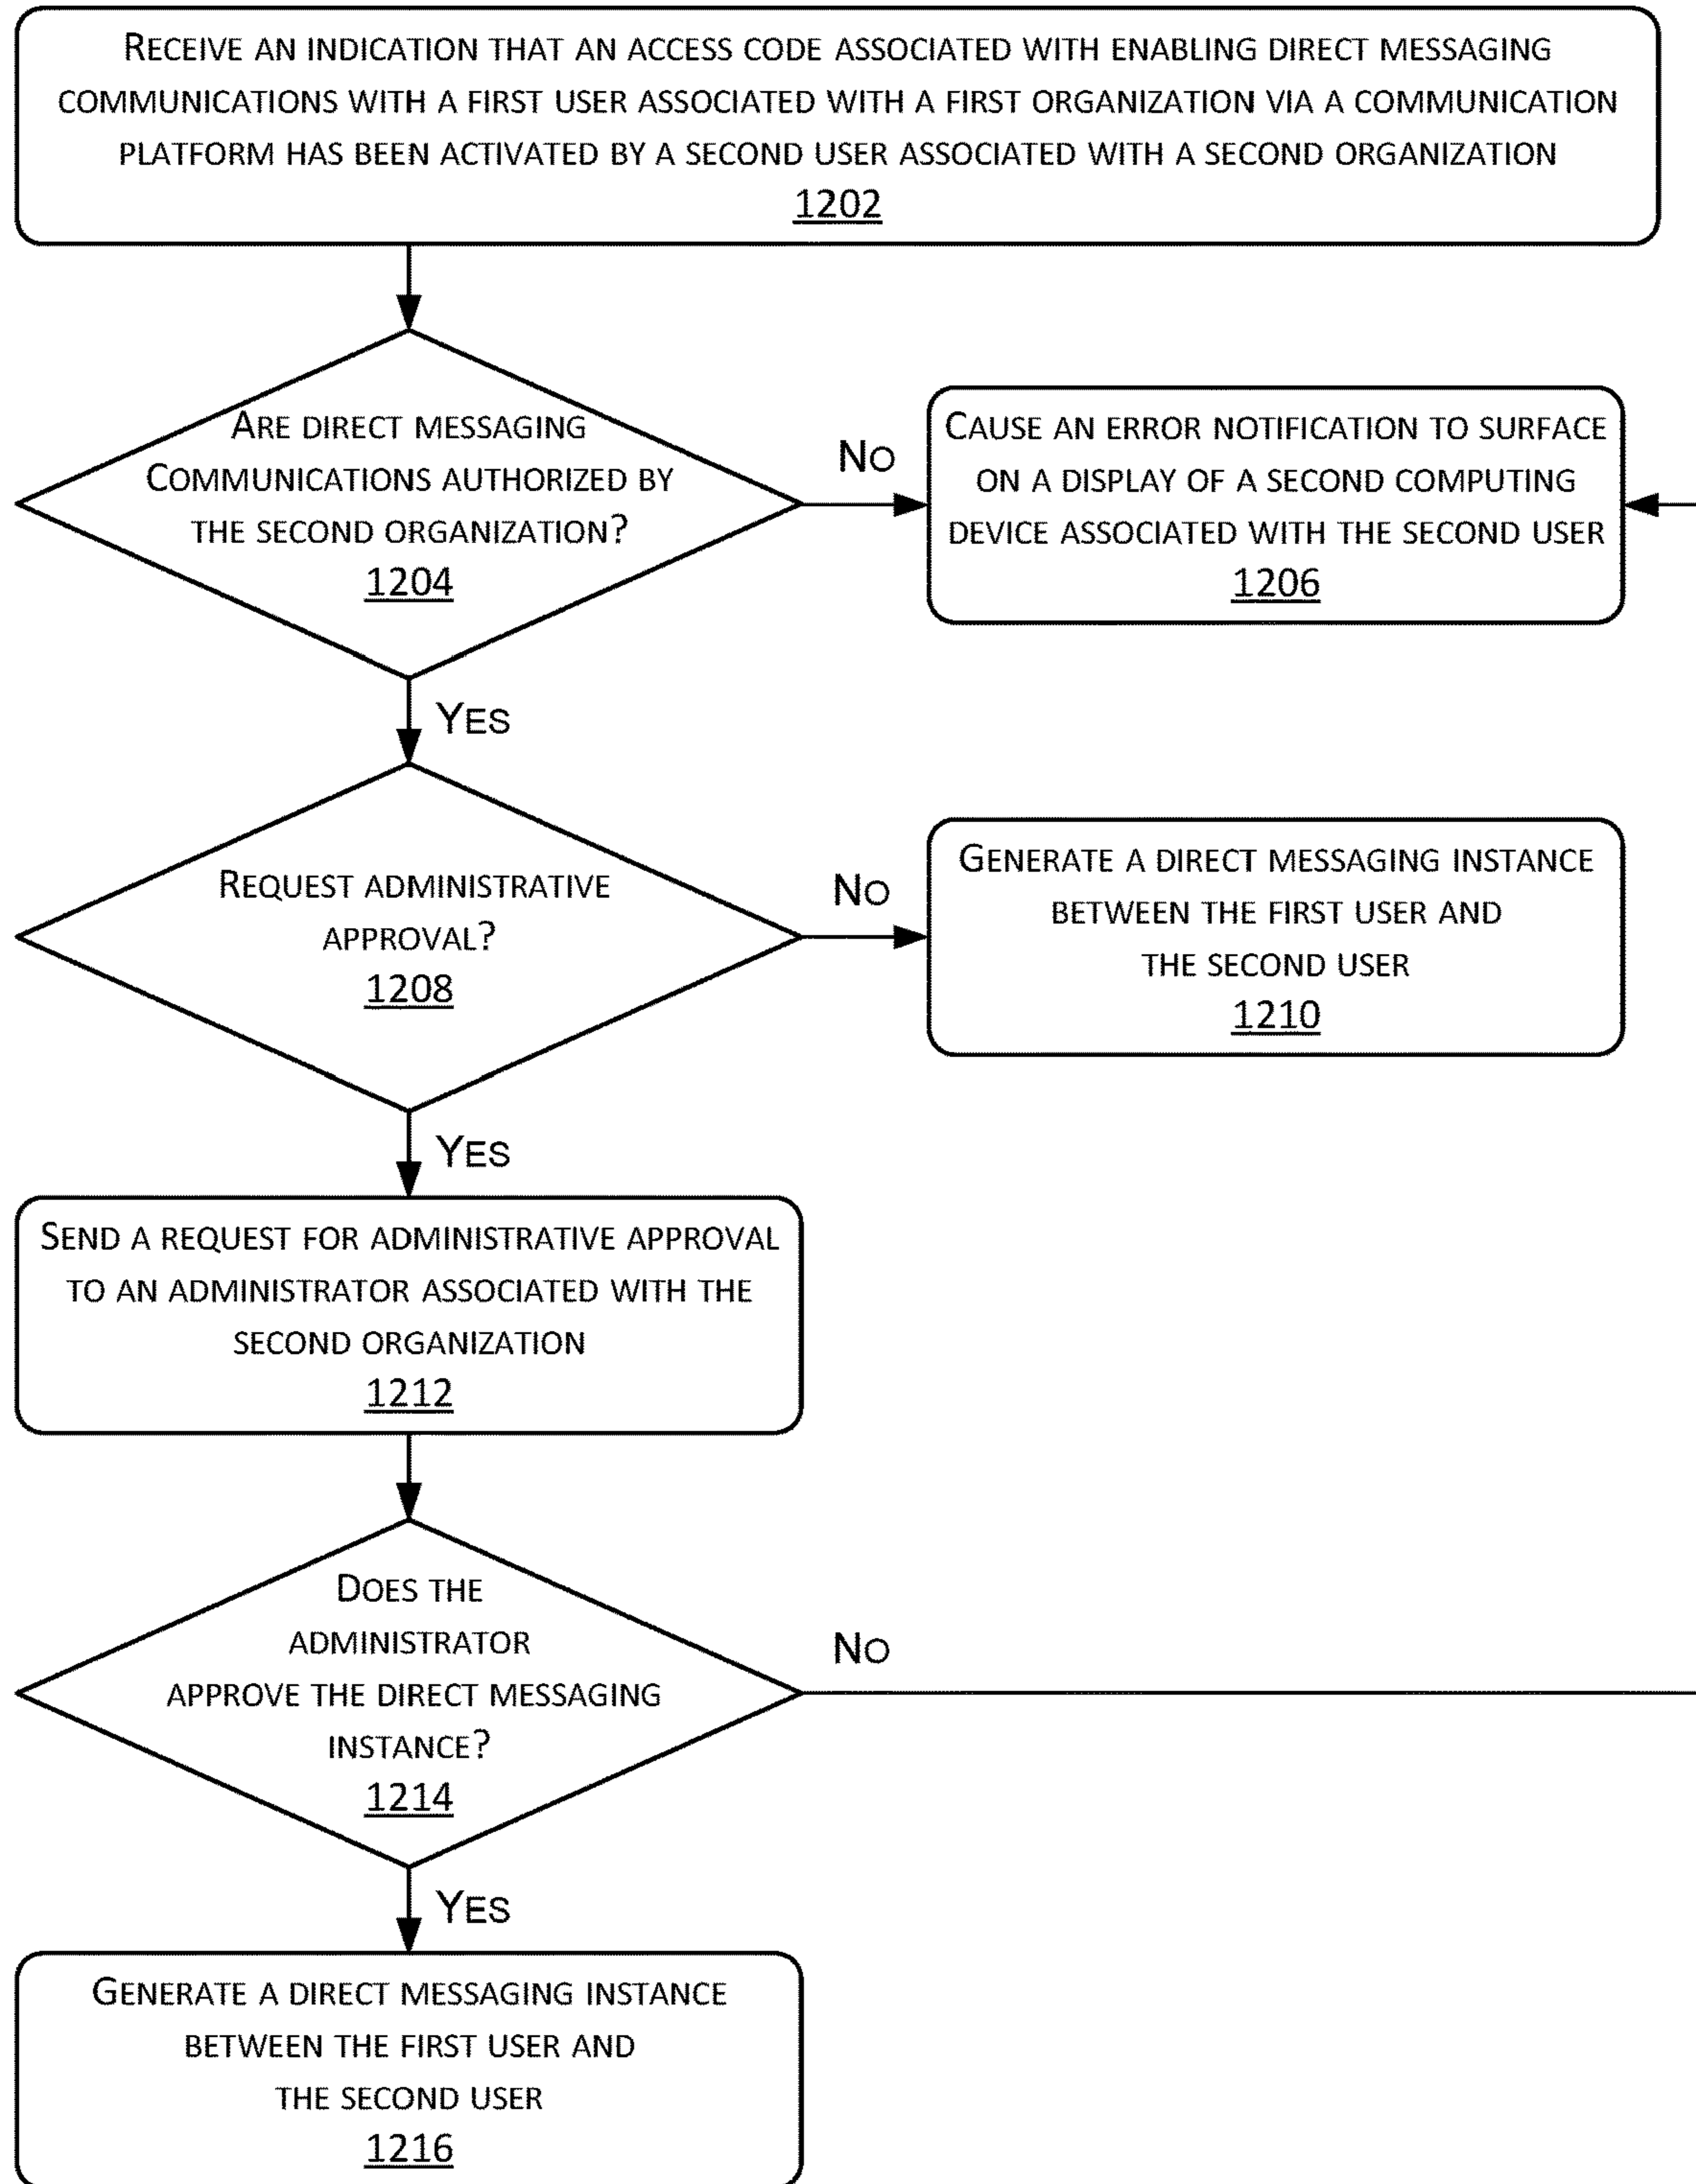 RECEIVE AN INDICATION THAT AN ACCESS CODE ASSOCIATED WITH ENABLING DIRECT MESSAGING
COMMUNICATIONS WITH A FIRST USER ASSOCIATED WITH A FIRST ORGANIZATION VIA A COMMUNICATION
PLATFORM HAS BEEN ACTIVATED BY A SECOND USER ASSOCIATED WITH A SECOND ORGANIZATION
1202
ARE DIRECT MESSAGING
COMMUNICATIONS AUTHORIZED BY
THE SECOND ORGANIZATION?
1204
NO
CAUSE AN ERROR NOTIFICATION TO SURFACE
ON A DISPLAY OF A SECOND COMPUTING
DEVICE ASSOCIATED WITH THE SECOND USER
1206
YES
REQUEST ADMINISTRATIVE
APPROVAL?
1208
NO
GENERATE A DIRECT MESSAGING INSTANCE
BETWEEN THE FIRST USER AND
THE SECOND USER
1210
YES
SEND A REQUEST FOR ADMINISTRATIVE APPROVAL
TO AN ADMINISTRATOR ASSOCIATED WITH THE
SECOND ORGANIZATION
1212
DOES THE
ADMINISTRATOR
APPROVE THE DIRECT MESSAGING
INSTANCE?
1214
NO
YES
GENERATE A DIRECT MESSAGING INSTANCE
BETWEEN THE FIRST USER AND
THE SECOND USER
1216